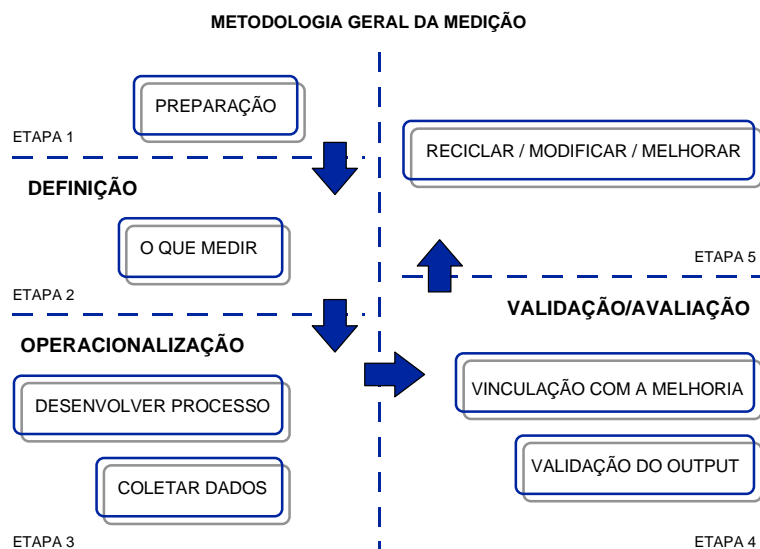 METODOLOGIA GERAL DA MEDIÇÃO
PREPARAÇÃO
ETAPA 1
DEFINIÇÃO
O QUE MEDIR
ETAPA 2
OPERACIONALIZAÇÃO
DESENVOLVER PROCESSO
COLETAR DADOS
ETAPA 3
RECICLAR / MODIFICAR / MELHORAR
ETAPA 5
VALIDAÇÃO/AVALIAÇÃO
VINCULAÇÃO COM A MELHORIA
VALIDAÇÃO DO OUTPUT
ETAPA 4